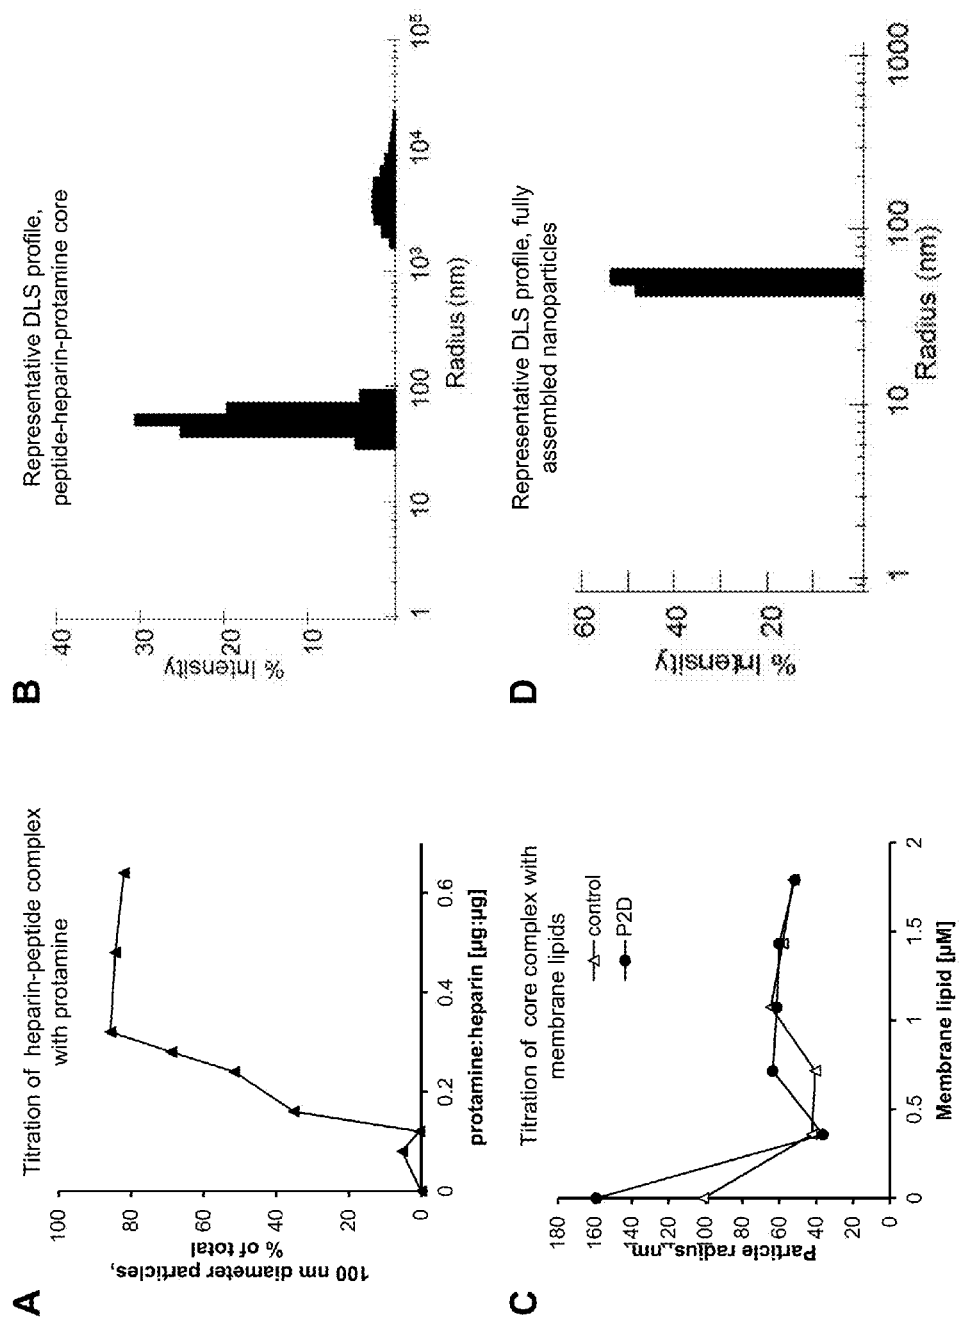 A
Titration of heparin-peptide complex
with protamine
100 nm diameter particles,
% of total
100
80
60
40
20
0
0
0.2
0.4
0.6
protamine:heparin [µg:µg]
B
Representative DLS profile,
peptide-heparin-protamine core
% Intensity
40
30
20
10
1
10
100
10³
10⁴
10⁵
Radius (nm)
C
Titration of core complex with
membrane lipids
control
P2D
Particle radius, nm
180
160
140
120
100
80
60
40
20
0
0
0.5
1
1.5
2
Membrane lipid [µM]
D
Representative DLS profile, fully
assembled nanoparticles
% Intensity
60
40
20
1
10
100
1000
Radius (nm)